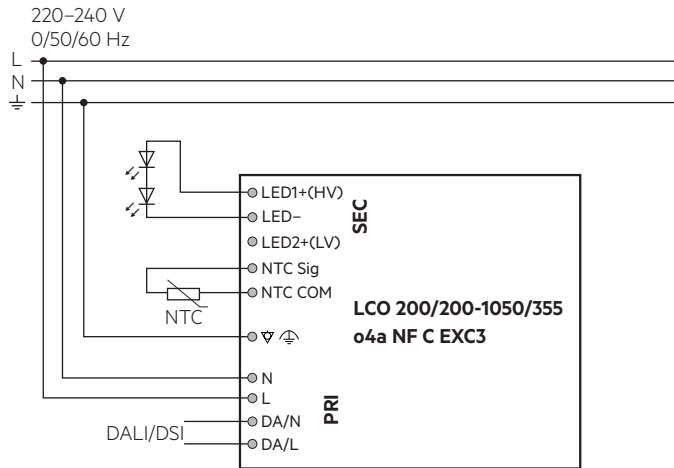 220–240 V
0/50/60 Hz
L
N
LED1+(HV)
LED–
SEC
LED2+(LV)
NTC Sig
NTC COM
NTC
LCO 200/200-1050/355
o4a NF C EXC3
N
L
PRI
DALI/DSI
DA/N
DA/L